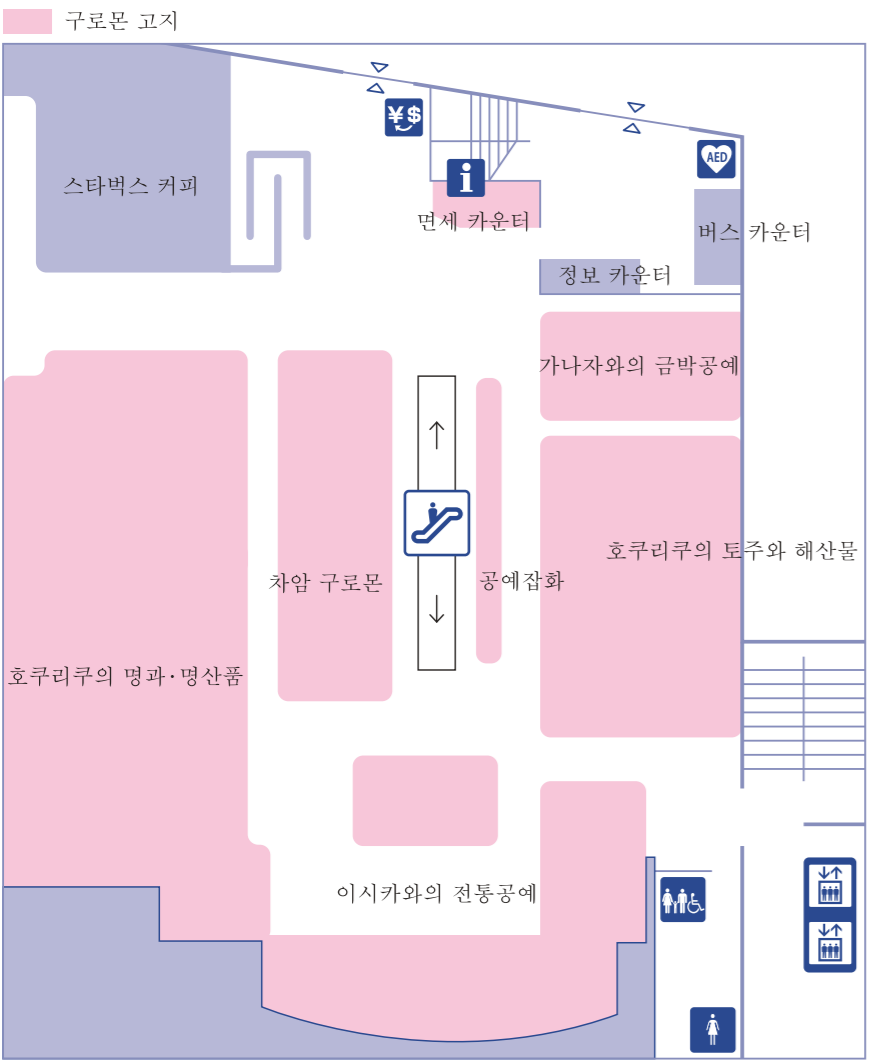 구로몬 고지
¥$
AED
스타벅스 커피
i
면세 카운터
버스 카운터
정보 카운터
가나자와의 금박공예
호쿠리쿠의 토주와 해산물
차암 구로몬
공예잡화
호쿠리쿠의 명과·명산품
이시카와의 전통공예